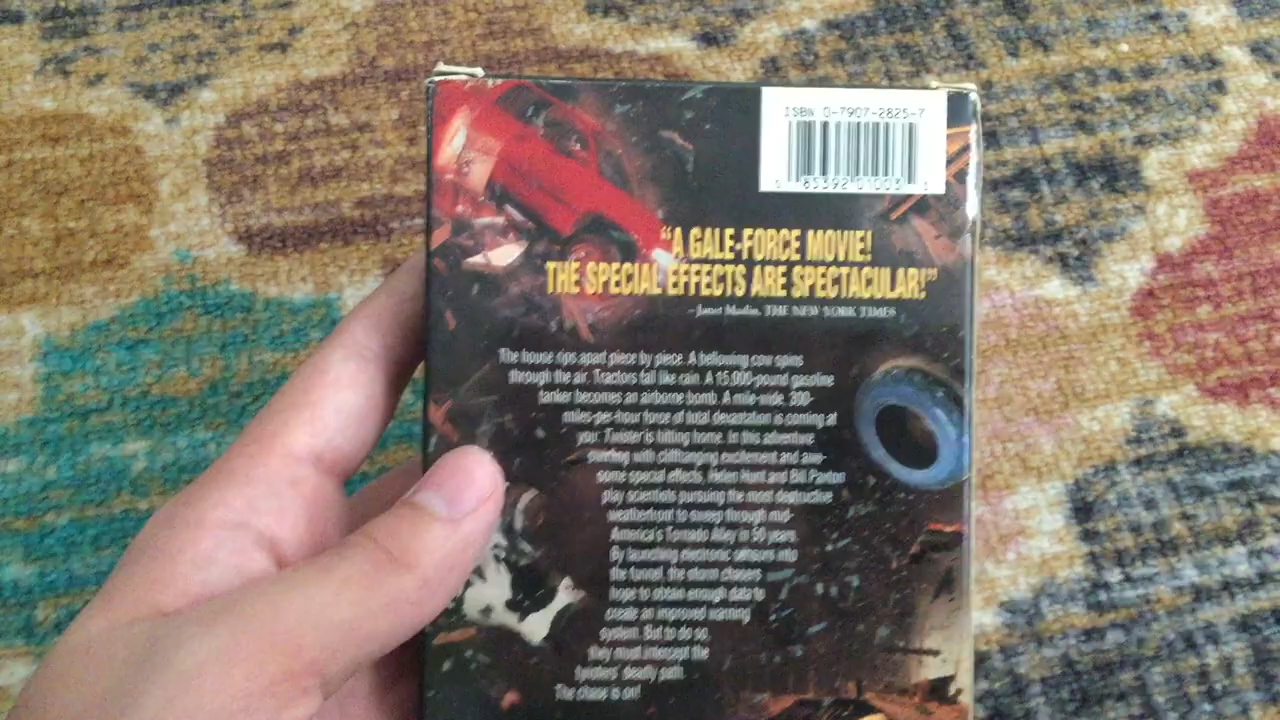 ISBN 0-7907-2825-7
85392 01003
"A GALE-FORCE MOVIE!
THE SPECIAL EFFECTS ARE SPECTACULAR!"
–Janet Maslin, THE NEW YORK TIMES
The house rips apart piece by piece. A bellowing cow spins
through the air. Tractors fall like rain. A 15,000-pound gasoline
tanker becomes an airborne bomb. A mile-wide, 300-
miles-per-hour force of total devastation is coming at
you: Twister is hitting home. In this adventure
swirling with cliffhanging excitement and awe-
some special effects, Helen Hunt and Bill Paxton
play scientists pursuing the most destructive
weatherfront to sweep through mid-
America's Tornado Alley in 50 years.
By launching electronic sensors into
the funnel, the storm chasers
hope to obtain enough data to
create an improved warning
system. But to do so,
they must intercept the
twisters' deadly path.
The chase is on!